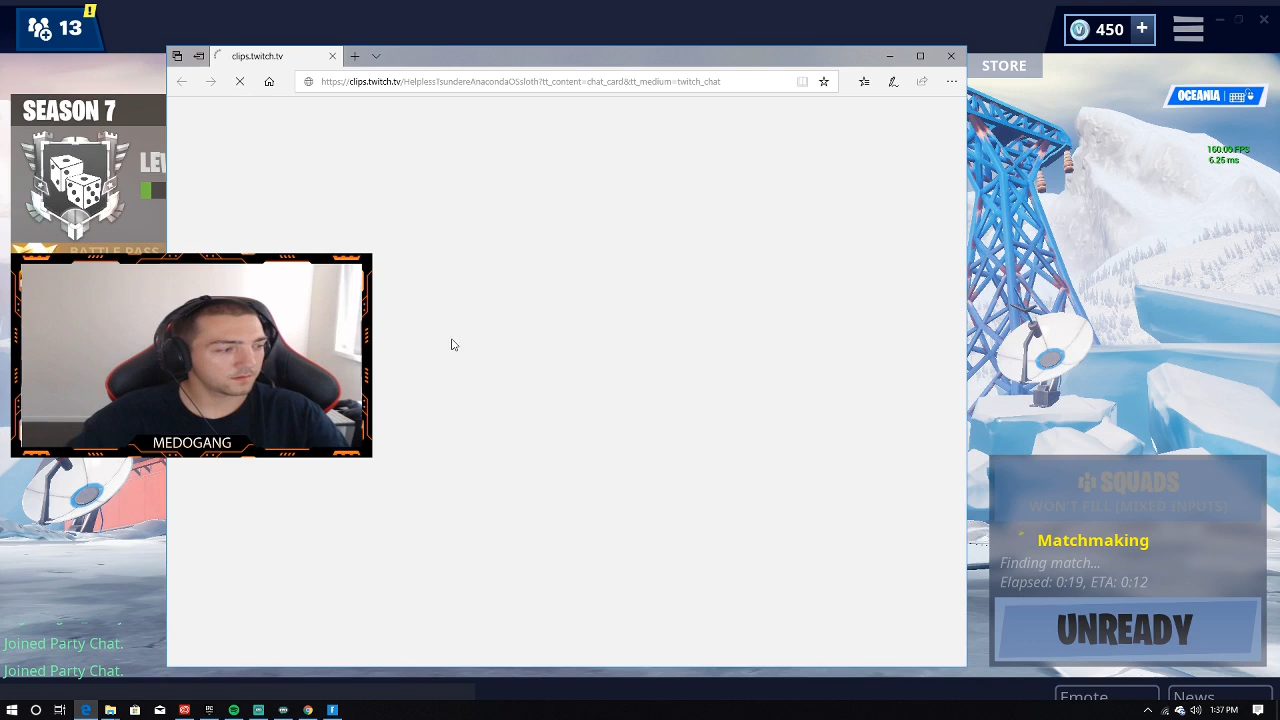 13
!
450
+
clips.twitch.tv
https://clips.twitch.tv/HelplessTsundereAnacondaOSsloth?tt_content=chat_card&tt_medium=twitch_chat
STORE
OCEANIA
SEASON 7
160.00 FPS
6.25 ms
BATTLE PASS
MEDOGANG
SQUADS
WON'T FILL (MIXED INPUTS)
Matchmaking
Finding match...
Elapsed: 0:19, ETA: 0:12
UNREADY
Joined Party Chat.
Joined Party Chat.
Emote
News
1:37 PM